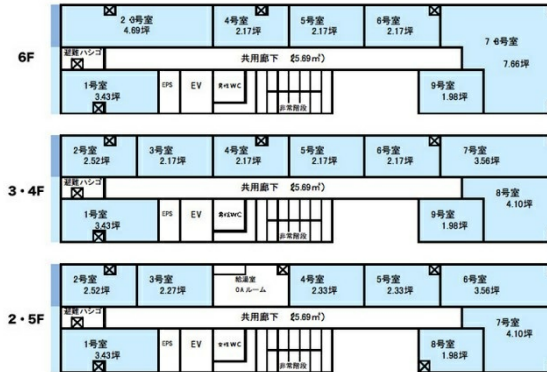 6F
2・3号室
4.69坪
4号室
2.17坪
5号室
2.17坪
6号室
2.17坪
7・8号室
7.66坪
共用廊下 (25.69㎡)
避難ハシゴ
1号室
3.43坪
EPS
EV
WC
非常階段
9号室
1.98坪
3・4F
2号室
2.52坪
3号室
2.17坪
4号室
2.17坪
5号室
2.17坪
6号室
2.17坪
7号室
3.56坪
共用廊下 (25.69㎡)
避難ハシゴ
1号室
3.43坪
EPS
EV
WC
非常階段
9号室
1.98坪
8号室
4.10坪
2・5F
2号室
2.52坪
3号室
2.27坪
給湯室
OAルーム
4号室
2.33坪
5号室
2.33坪
6号室
3.56坪
共用廊下 (25.69㎡)
避難ハシゴ
1号室
3.43坪
EPS
EV
WC
非常階段
8号室
1.98坪
7号室
4.10坪